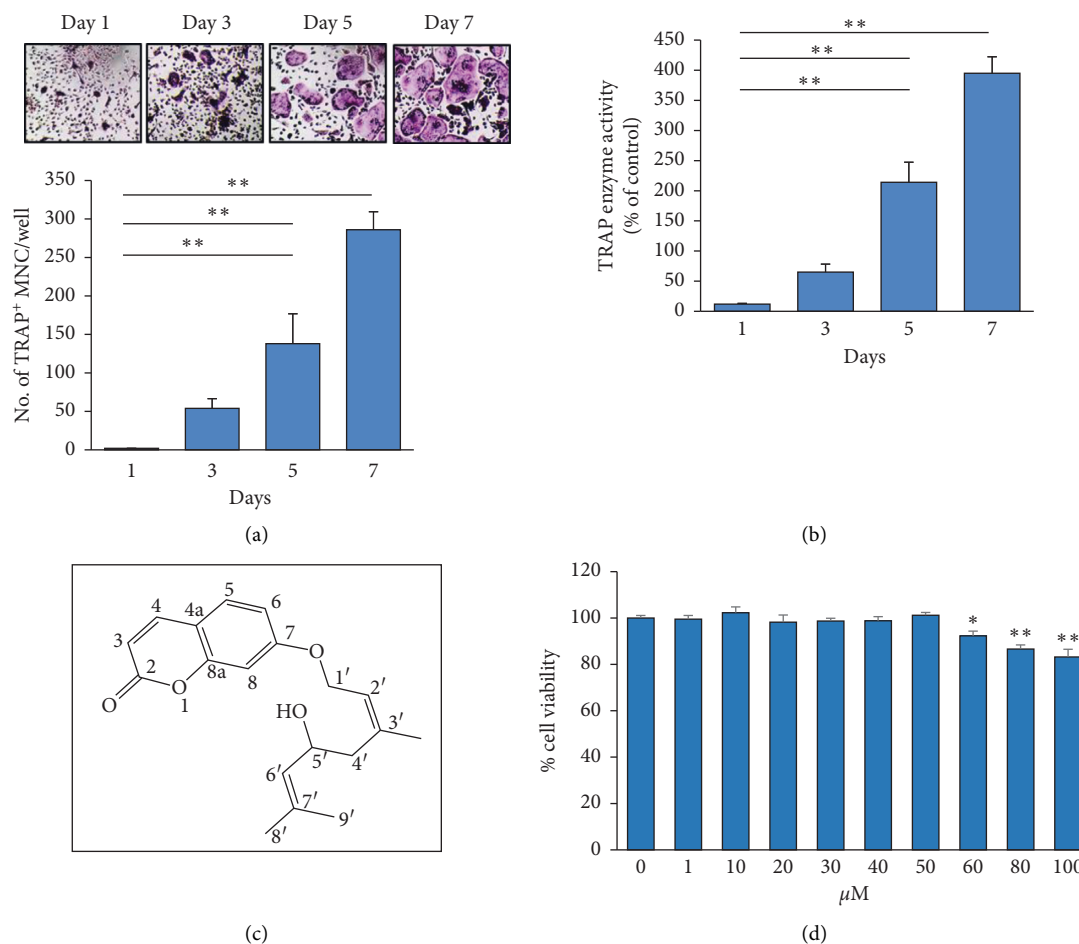 Day 1 Day 3 Day 5 Day 7
No. of TRAP⁺ MNC/well
350
300
250
200
150
100
50
0
**
**
**
1 3 5 7
Days
(a)
TRAP enzyme activity
(% of control)
450
400
350
300
250
200
150
100
50
0
**
**
**
1 3 5 7
Days
(b)
5
4 4a 6
3 7
2 8a 8 O 1′ 2′
O O 1
HO 3′
5′ 4′
6′
7′
8′ 9′
(c)
% cell viability
120
100
80
60
40
20
0
* ** **
0 1 10 20 30 40 50 60 80 100
μM
(d)